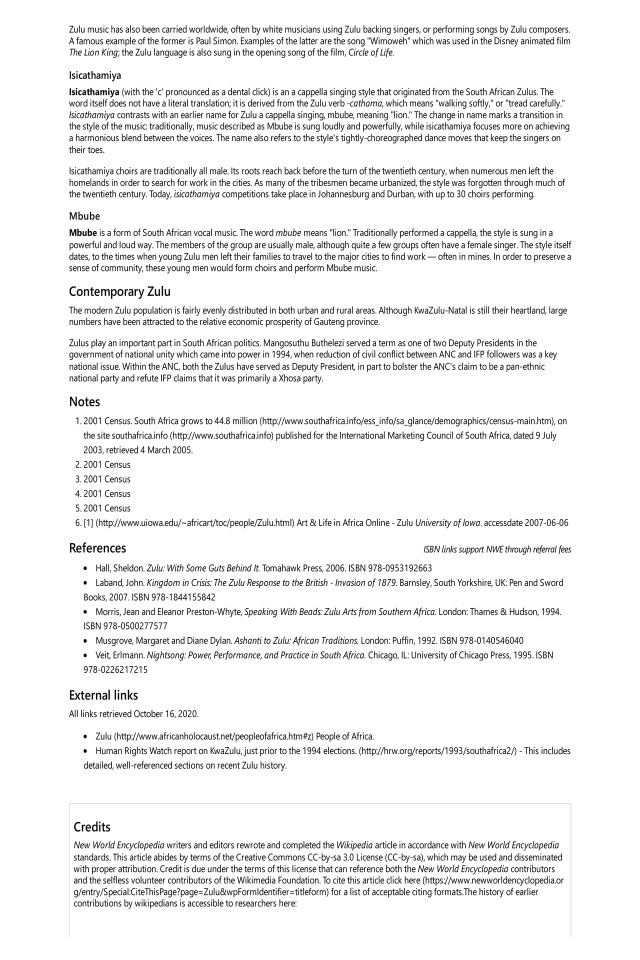 Zulu music has also been carried worldwide, often by white musicians using Zulu backing singers, or performing songs by Zulu composers.
A famous example of the former is Paul Simon. Examples of the latter are the song "Wimoweh" which was used in the Disney animated film
The Lion King; the Zulu language is also sung in the opening song of the film, Circle of Life.
Isicathamiya
Isicathamiya (with the 'c' pronounced as a dental click) is an a cappella singing style that originated from the South African Zulus. The
word itself does not have a literal translation; it is derived from the Zulu verb -cathama, which means "walking softly," or "tread carefully."
Isicathamiya contrasts with an earlier name for Zulu a cappella singing, mbube, meaning "lion." The change in name marks a transition in
the style of the music: traditionally, music described as Mbube is sung loudly and powerfully, while isicathamiya focuses more on achieving
a harmonious blend between the voices. The name also refers to the style's tightly-choreographed dance moves that keep the singers on
their toes.
Isicathamiya choirs are traditionally all male. Its roots reach back before the turn of the twentieth century, when numerous men left the
homelands in order to search for work in the cities. As many of the tribesmen became urbanized, the style was forgotten through much of the
twentieth century. Today, isicathamiya competitions take place in Johannesburg and Durban, with up to 30 choirs performing.
Mbube
Mbube is a form of South African vocal music. The word mbube means "lion." Traditionally performed a cappella, the style is sung in a
powerful and loud way. The members of the group are usually male, although quite a few groups often have a female singer. The style itself
dates, to the times when young Zulu men left their families to travel to the major cities to find work — often in mines. In order to preserve a
sense of community, these young men would form choirs and perform Mbube music.
Contemporary Zulu
The modern Zulu population is fairly evenly distributed in both urban and rural areas. Although KwaZulu-Natal is still their heartland, large
numbers have been attracted to the relative economic prosperity of Gauteng province.
Zulus play an important part in South African politics. Mangosuthu Buthelezi served a term as one of two Deputy Presidents in the
government of national unity which came into power in 1994, when reduction of civil conflict between ANC and IFP followers was a key
national issue. Within the ANC, both the Zulus have served as Deputy President, in part to bolster the ANC's claim to be a pan-ethnic
national party and refute IFP claims that it was primarily a Xhosa party.
Notes
1. 2001 Census. South Africa grows to 44.8 million (http://www.southafrica.info/ess_info/sa_glance/demographics/census-main.htm), on
the site southafrica.info (http://www.southafrica.info) published for the International Marketing Council of South Africa, dated 9 July
2003, retrieved 4 March 2005.
2. 2001 Census
3. 2001 Census
4. 2001 Census
5. 2001 Census
6. [1] (http://www.uiowa.edu/~africart/toc/people/Zulu.html) Art & Life in Africa Online - Zulu University of Iowa. accessdate 2007-06-06
References ISBN links support NWE through referral fees
• Hall, Sheldon. Zulu: With Some Guts Behind It. Tomahawk Press, 2006. ISBN 978-0953192663
• Laband, John. Kingdom in Crisis: The Zulu Response to the British - Invasion of 1879. Barnsley, South Yorkshire, UK: Pen and Sword
Books, 2007. ISBN 978-1844155842
• Morris, Jean and Eleanor Preston-Whyte, Speaking With Beads: Zulu Arts from Southern Africa. London: Thames & Hudson, 1994.
ISBN 978-0500277577
• Musgrove, Margaret and Diane Dylan. Ashanti to Zulu: African Traditions. London: Puffin, 1992. ISBN 978-0140546040
• Veit, Erlmann. Nightsong: Power, Performance, and Practice in South Africa. Chicago, IL: University of Chicago Press, 1995. ISBN
978-0226217215
External links
All links retrieved October 16, 2020.
• Zulu (http://www.africanholocaust.net/peopleofafrica.htm#z) People of Africa.
• Human Rights Watch report on KwaZulu, just prior to the 1994 elections. (http://hrw.org/reports/1993/southafrica2/) - This includes
detailed, well-referenced sections on recent Zulu history.
Credits
New World Encyclopedia writers and editors rewrote and completed the Wikipedia article in accordance with New World Encyclopedia
standards. This article abides by terms of the Creative Commons CC-by-sa 3.0 License (CC-by-sa), which may be used and disseminated
with proper attribution. Credit is due under the terms of this license that can reference both the New World Encyclopedia contributors
and the selfless volunteer contributors of the Wikimedia Foundation. To cite this article click here (https://www.newworldencyclopedia.or
g/entry/Special:CiteThisPage?page=Zulu&wpFormIdentifier=titleform) for a list of acceptable citing formats.The history of earlier
contributions by wikipedians is accessible to researchers here: